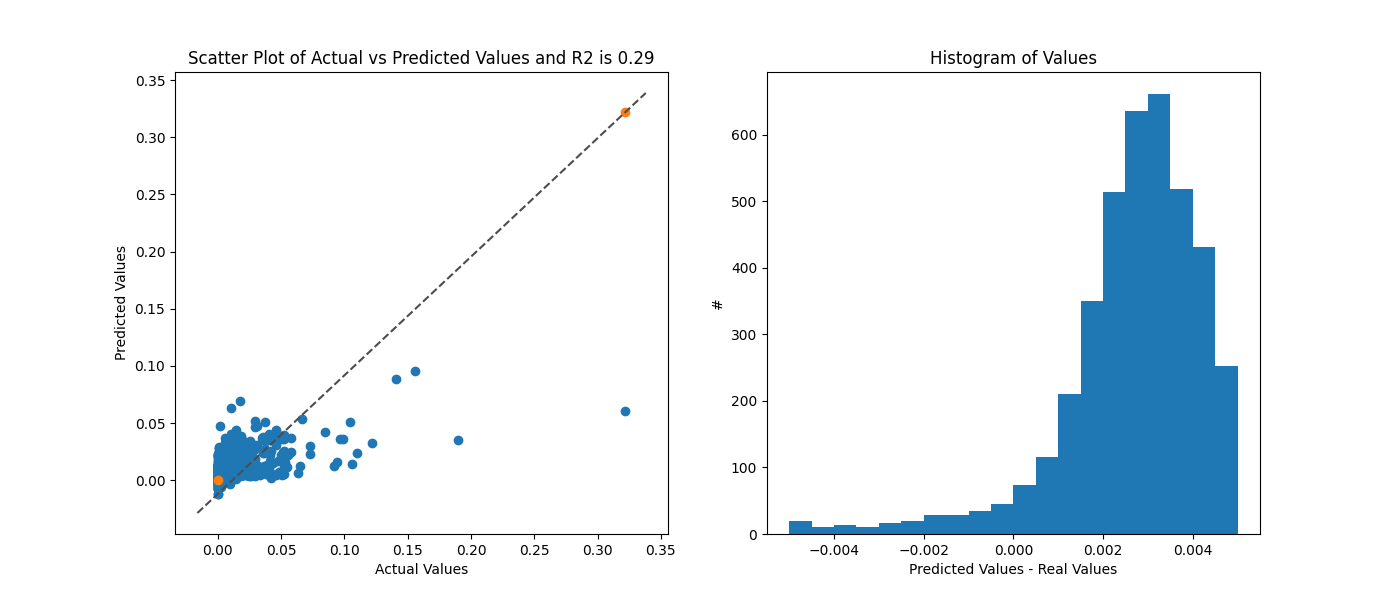 Scatter Plot of Actual vs Predicted Values and R2 is 0.29
0.35
0.30
0.25
0.20
0.15
0.10
0.05
0.00
Predicted Values
0.00 0.05 0.10 0.15 0.20 0.25 0.30 0.35
Actual Values
Histogram of Values
600
500
400
300
200
100
0
#
−0.004 −0.002 0.000 0.002 0.004
Predicted Values - Real Values